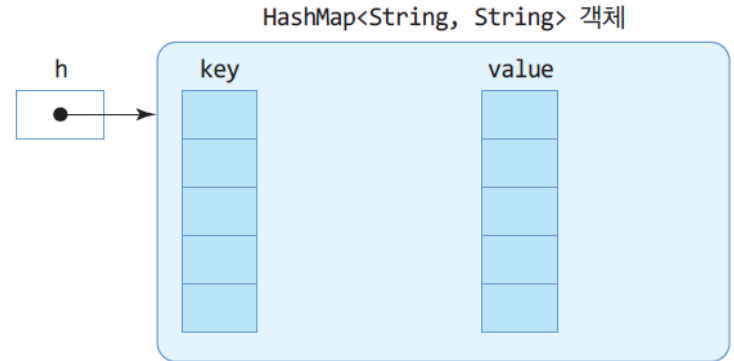 HashMap<String, String> 객체
h
key
value